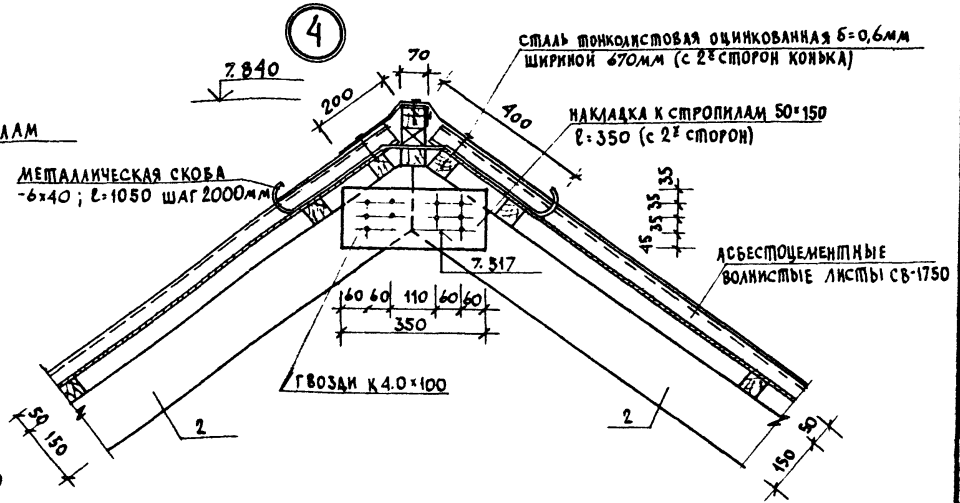 4
СТАЛЬ ТОНКОЛИСТОВАЯ ОЦИНКОВАННАЯ δ=0,6мм
ШИРИНОЙ 670ММ (С 2Х СТОРОН КОНЬКА)
7.840
70
200
400
ЛАМ
НАКЛАДКА К СТРОПИЛАМ 50×150
ℓ=350 (С 2Х СТОРОН)
МЕТАЛЛИЧЕСКАЯ СКОБА
-6×40 ; ℓ=1050 ШАГ 2000мм
35
35
35
45
АСБЕСТОЦЕМЕНТНЫЕ
ВОЛНИСТЫЕ ЛИСТЫ СВ-1750
7.517
60 60 110 60 60
350
ГВОЗДИ К 4.0×100
50
150
2
2
50
150